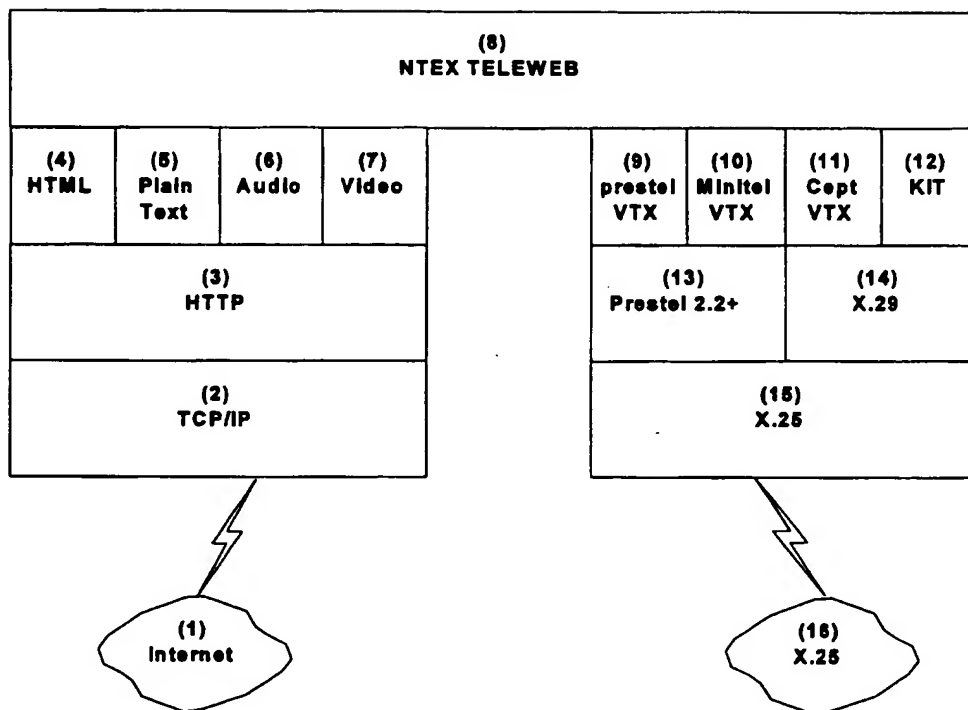 (8)
NTEX TELEWEB
(4)
HTML
(5)
Plain
Text
(6)
Audio
(7)
Video
(9)
prestel
VTX
(10)
Minitel
VTX
(11)
Cept
VTX
(12)
KIT
(3)
HTTP
(13)
Prestel 2.2+
(14)
X.29
(2)
TCP/IP
(15)
X.25
(1)
Internet
(16)
X.25